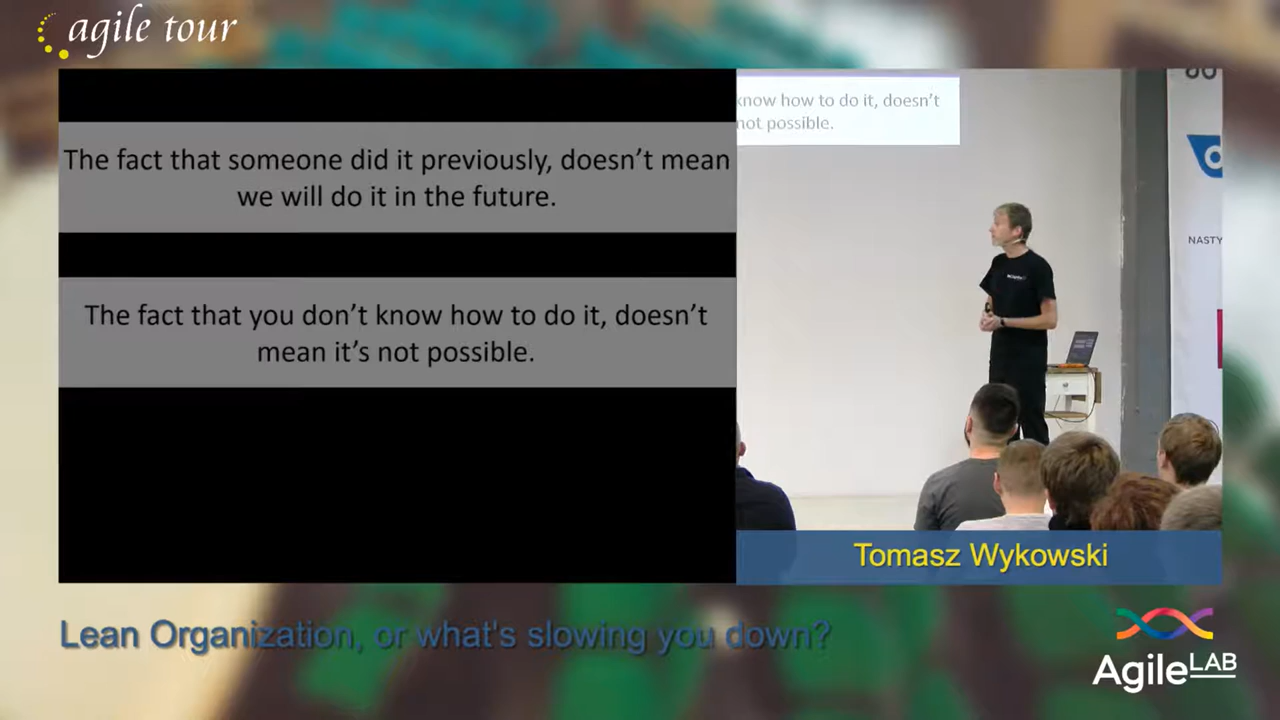 agile tour
The fact that someone did it previously, doesn't mean
we will do it in the future.
The fact that you don't know how to do it, doesn't
mean it's not possible.
know how to do it, doesn't
not possible.
NASTY
Tomasz Wykowski
Lean Organization, or what's slowing you down?
AgileLAB